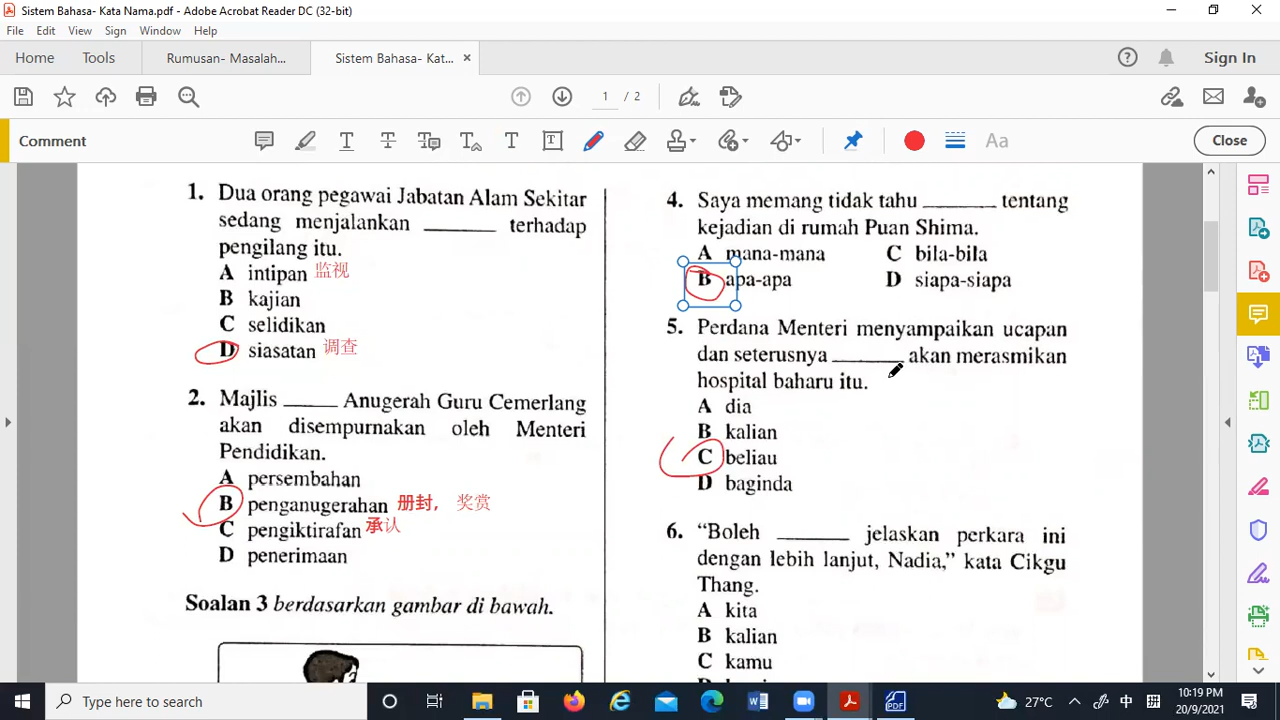 Sistem Bahasa- Kata Nama.pdf - Adobe Acrobat Reader DC (32-bit)
File Edit View Sign Window Help
Home Tools Rumusan- Masalah... Sistem Bahasa- Kat... × Sign In
1 / 2
Comment Aa Close
1. Dua orang pegawai Jabatan Alam Sekitar
sedang menjalankan ______ terhadap
pengilang itu.
A intipan 监视
B kajian
C selidikan
D siasatan 调查
2. Majlis _____ Anugerah Guru Cemerlang
akan disempurnakan oleh Menteri
Pendidikan.
A persembahan
B penganugerahan 册封， 奖赏
C pengiktirafan 承认
D penerimaan
Soalan 3 berdasarkan gambar di bawah.
4. Saya memang tidak tahu ______ tentang
kejadian di rumah Puan Shima.
A mana-mana C bila-bila
B apa-apa D siapa-siapa
5. Perdana Menteri menyampaikan ucapan
dan seterusnya ______ akan merasmikan
hospital baharu itu.
A dia
B kalian
C beliau
D baginda
6. “Boleh ______ jelaskan perkara ini
dengan lebih lanjut, Nadia,” kata Cikgu
Thang.
A kita
B kalian
C kamu
Type here to search 27°C 中 拼 10:19 PM
20/9/2021